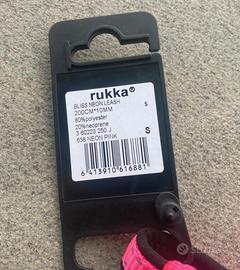 rukka®
BLISS NEON LEASH S
200CM*10MM
80%polyester
20%neoprene
3 60223 250 J S
638 NEON PINK
6 413910 616881